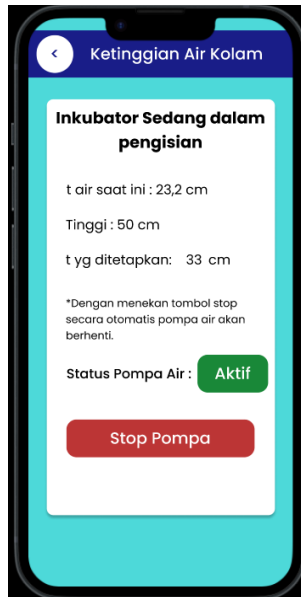 Ketinggian Air Kolam
Inkubator Sedang dalam
pengisian
t air saat ini : 23,2 cm
Tinggi : 50 cm
t yg ditetapkan: 33 cm
*Dengan menekan tombol stop
secara otomatis pompa air akan
berhenti.
Status Pompa Air : Aktif
Stop Pompa